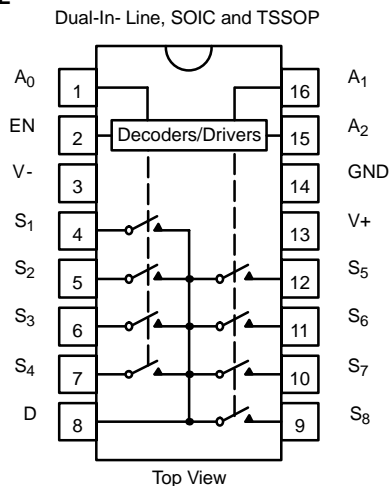 Dual-In- Line, SOIC and TSSOP
A0 1 16 A1
EN 2 Decoders/Drivers 15 A2
V- 3 14 GND
S1 4 13 V+
S2 5 12 S5
S3 6 11 S6
S4 7 10 S7
D 8 9 S8
Top View